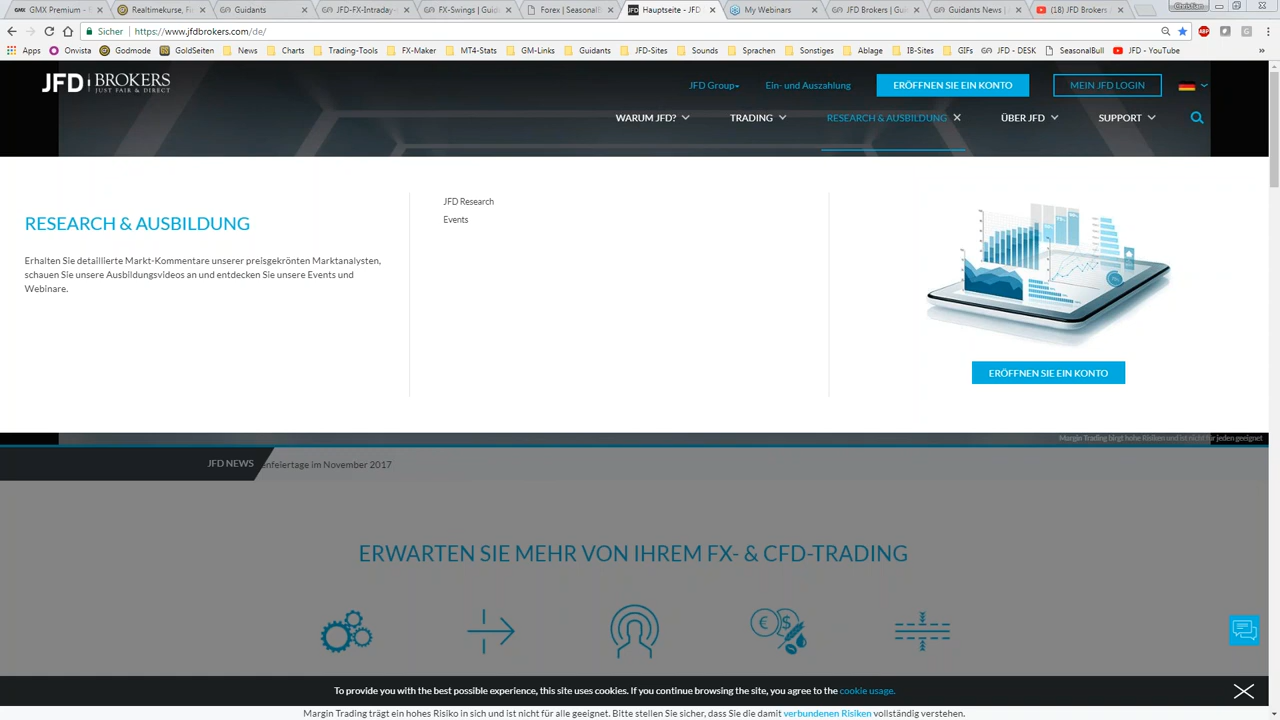 GMX Premium - E
Realtimekurse, Fi
Guidants
JFD-FX-Intraday-
FX-Swings | Guid
Forex | Seasonal
Hauptseite - JFD
My Webinars
JFD Brokers | Gui
Guidants News |
(18) JFD Brokers
Christian
Sicher | https://www.jfdbrokers.com/de/
Apps Onvista Godmode GoldSeiten News Charts Trading-Tools FX-Maker MT4-Stats GM-Links Guidants JFD-Sites Sounds Sprachen Sonstiges Ablage IB-Sites GIFs JFD - DESK SeasonalBull JFD - YouTube
JFD BROKERS
JUST FAIR & DIRECT
JFD Group Ein- und Auszahlung ERÖFFNEN SIE EIN KONTO MEIN JFD LOGIN
WARUM JFD? TRADING RESEARCH & AUSBILDUNG ÜBER JFD SUPPORT
RESEARCH & AUSBILDUNG
Erhalten Sie detaillierte Markt-Kommentare unserer preisgekrönten Marktanalysten,
schauen Sie unsere Ausbildungsvideos an und entdecken Sie unsere Events und
Webinare.
JFD Research
Events
ERÖFFNEN SIE EIN KONTO
Margin Trading birgt hohe Risiken und ist nicht für jeden geeignet
JFD NEWS enfeiertage im November 2017
ERWARTEN SIE MEHR VON IHREM FX- & CFD-TRADING
To provide you with the best possible experience, this site uses cookies. If you continue browsing the site, you agree to the cookie usage.
Margin Trading trägt ein hohes Risiko in sich und ist nicht für alle geeignet. Bitte stellen Sie sicher, dass Sie die damit verbundenen Risiken vollständig verstehen.